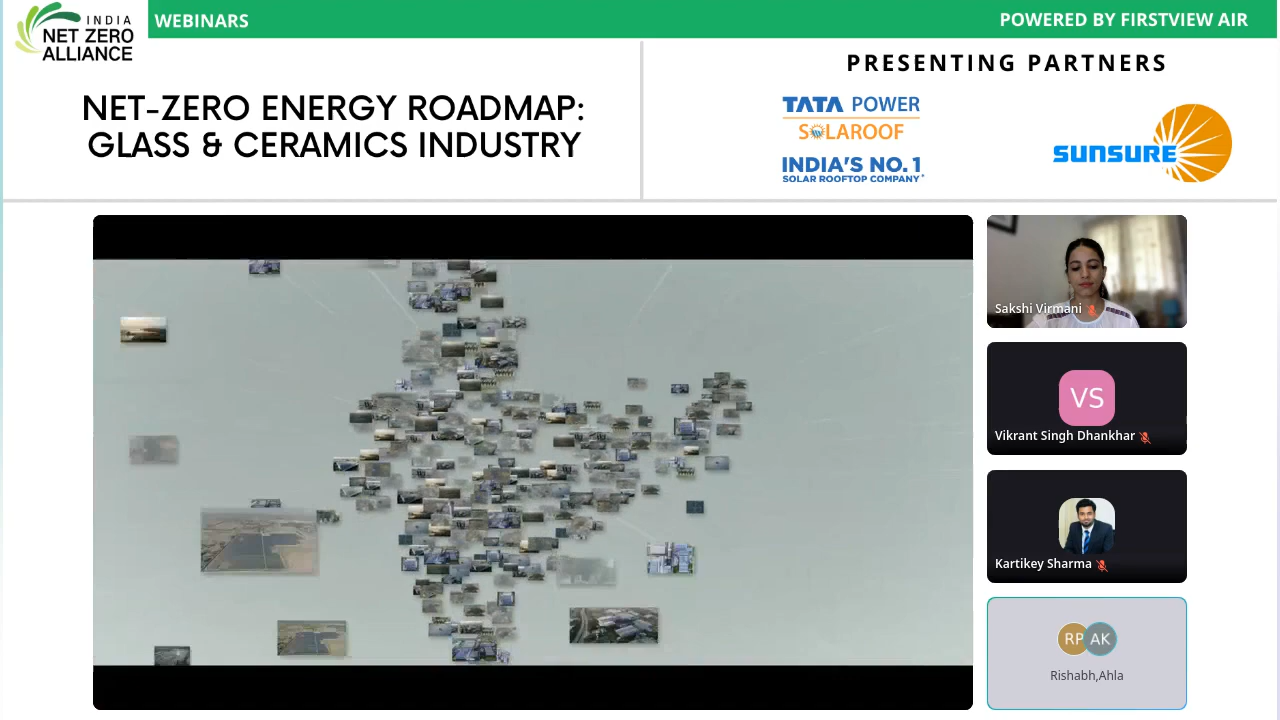 INDIA
NET ZERO
ALLIANCE
WEBINARS
POWERED BY FIRSTVIEW AIR
NET-ZERO ENERGY ROADMAP:
GLASS & CERAMICS INDUSTRY
PRESENTING PARTNERS
TATA POWER
SOLAROOF
INDIA'S NO. 1
SOLAR ROOFTOP COMPANY*
SUNSURE
Sakshi Virmani
VS
Vikrant Singh Dhankhar
Kartikey Sharma
RP AK
Rishabh,Ahla